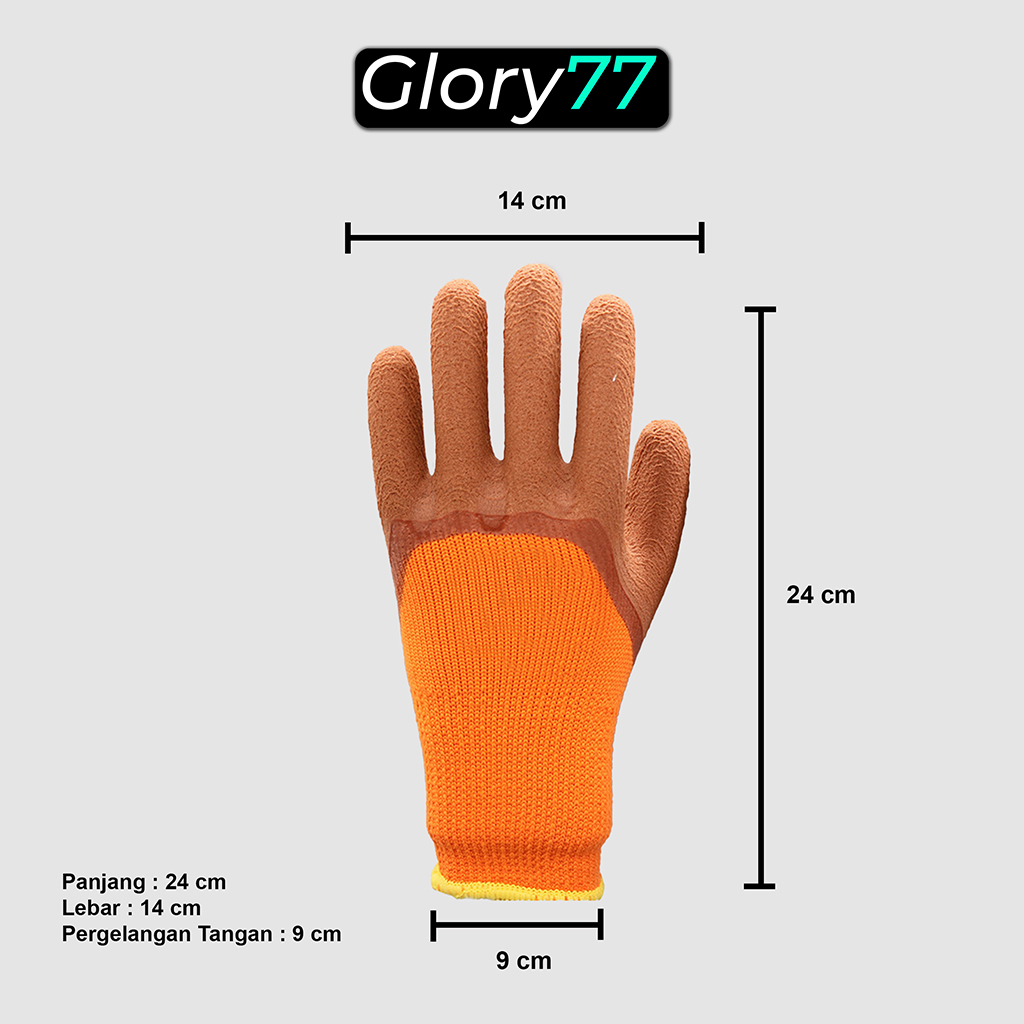 Glory77
14 cm
24 cm
Panjang : 24 cm
Lebar : 14 cm
Pergelangan Tangan : 9 cm
9 cm